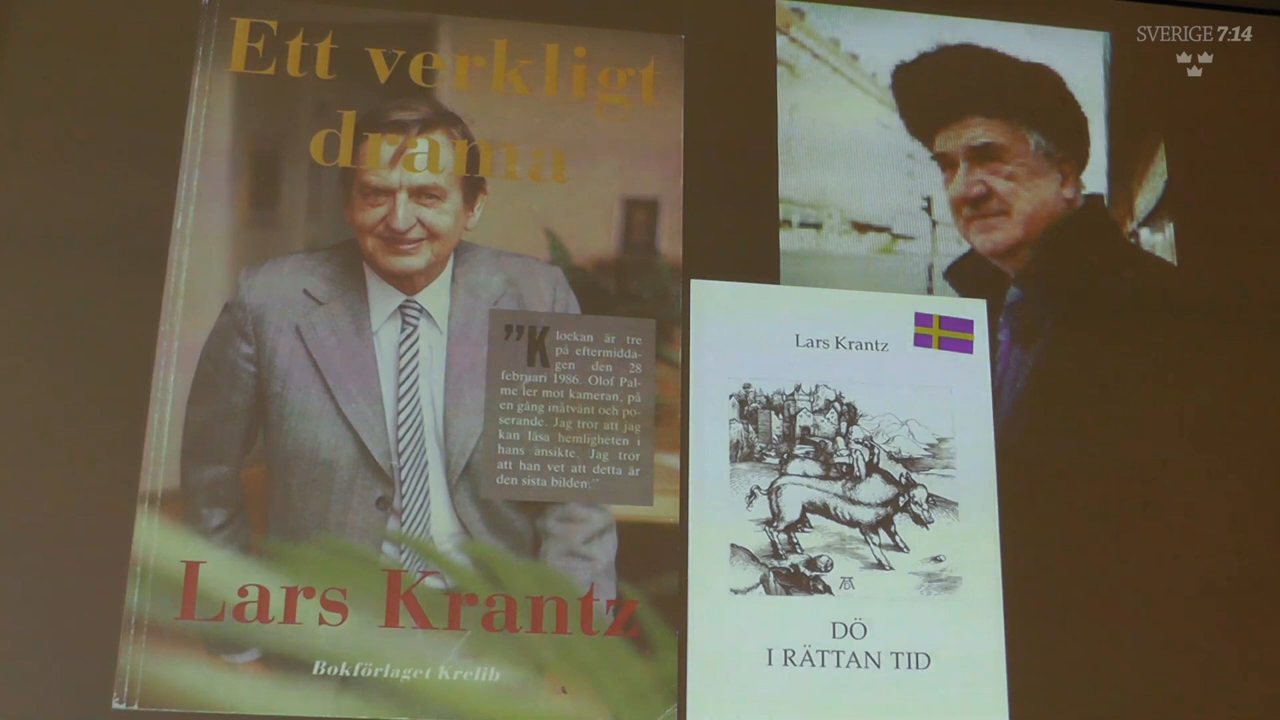 SVERIGE 7:14
Ett verkligt
drama
"Klockan är tre
på eftermidda-
gen den 28
februari 1986. Olof Pal-
me ler mot kameran, på
en gång inåtvänt och po-
serande. Jag tror att jag
kan läsa hemligheten i
hans ansikte. Jag tror
att han vet att detta är
den sista bilden."
Lars Krantz
Bokförlaget Krelib
Lars Krantz
DÖ
I RÄTTAN TID